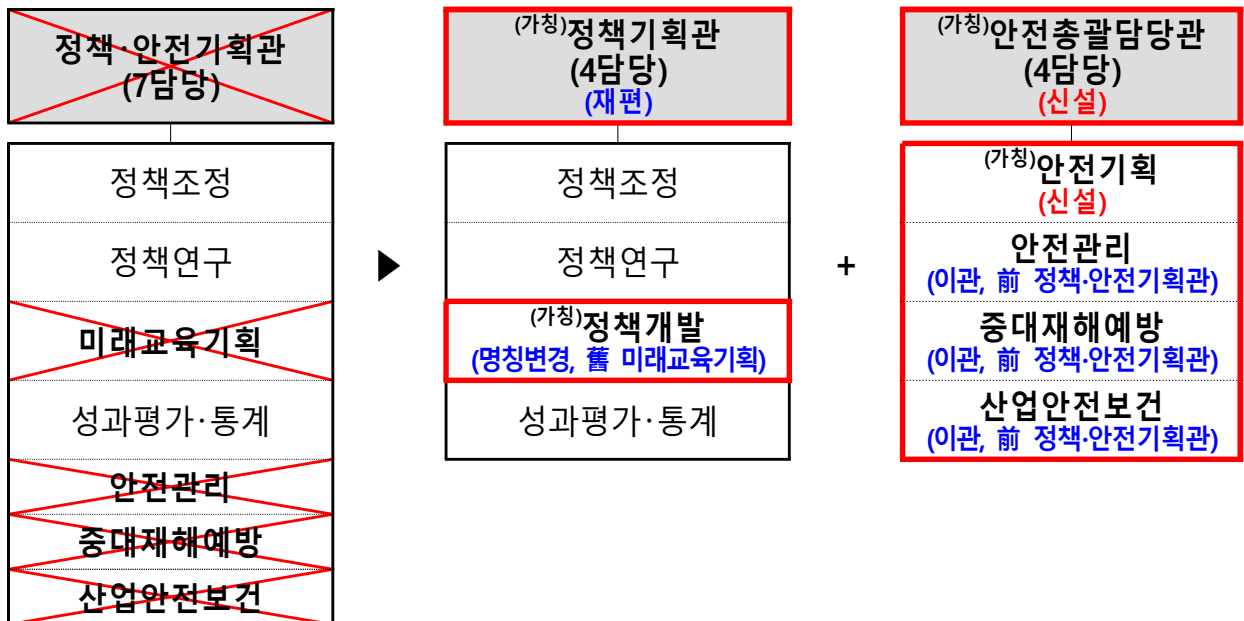 정책·안전기획관
(7담당)
정책조정
정책연구
미래교육기획
성과평가·통계
안전관리
중대재해예방
산업안전보건
▶
(가칭)정책기획관
(4담당)
(재편)
정책조정
정책연구
(가칭)정책개발
(명칭변경, 舊 미래교육기획)
성과평가·통계
+
(가칭)안전총괄담당관
(4담당)
(신설)
(가칭)안전기획
(신설)
안전관리
(이관, 前 정책·안전기획관)
중대재해예방
(이관, 前 정책·안전기획관)
산업안전보건
(이관, 前 정책·안전기획관)